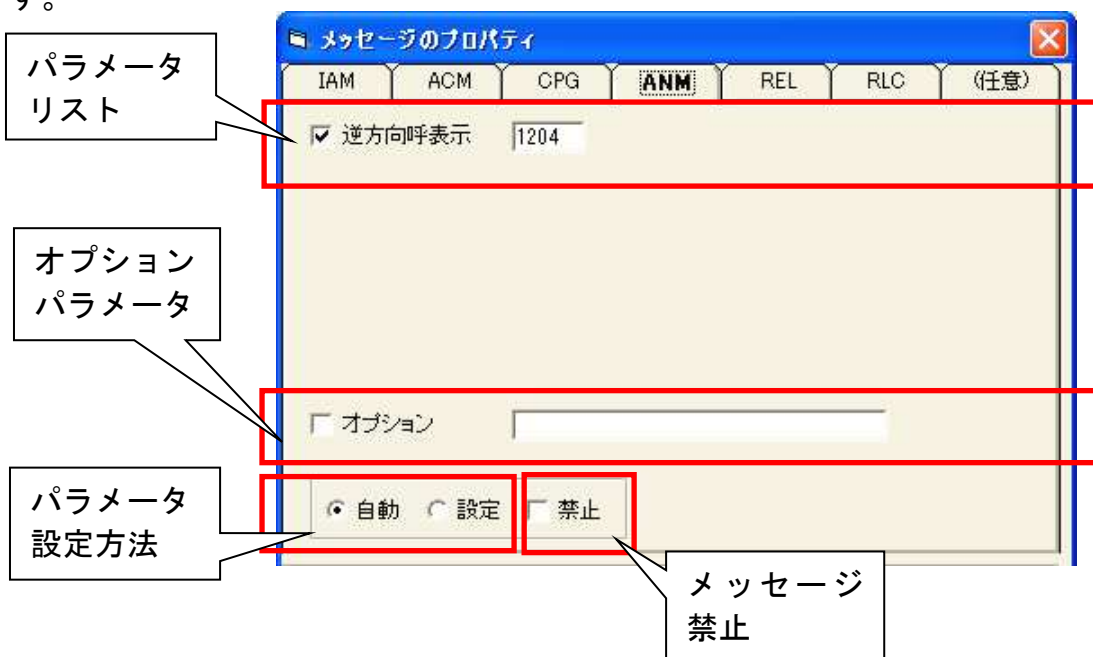 す。
メッセージのプロパティ
パラメータ
リスト
IAM ACM CPG ANM REL RLC (任意)
逆方向呼表示 1204
オプション
パラメータ
オプション
パラメータ
設定方法
自動 設定 禁止
メッセージ
禁止